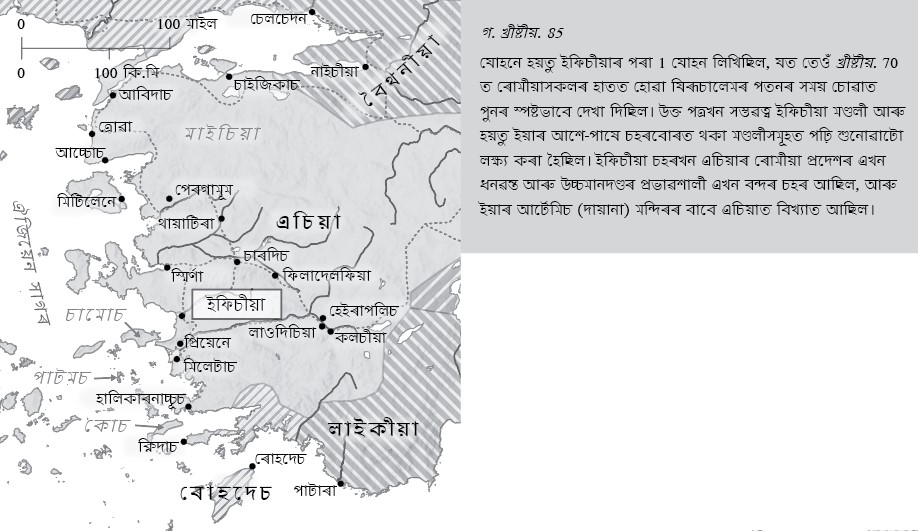 0 100 মাইল
0 100 কি.মি
চেলচেদন
নাইচীয়া
বৈথনীয়া
চাইজিকাচ
আবিদাচ
ত্ৰোৱা
মাইচিয়া
আচ্চোচ
পেৰগামূম
মিটিলেনে
থায়াটিৰা
এচিয়া
ঐজিয়েন সাগৰ
চাৰদিচ
স্মিৰ্ণা
ফিলাদেলফিয়া
ইফিচীয়া
চামোচ
হেইৰাপলিচ
লাওদিচিয়া
কলচীয়া
প্ৰিয়েনে
মিলেটাচ
পাটমচ
হালিকাৰনাচ্চূচ
কোচ
লাইকীয়া
ক্নিদাচ
ৰোহদেচ
ৰোহদেচ
পাটাৰা
গ. খ্ৰীষ্টীয়. 85
যোহনে হয়তু ইফিচীয়াৰ পৰা 1 যোহন লিখিছিল, যত তেওঁ খ্ৰীষ্টীয়. 70
ত ৰোমীয়াসকলৰ হাতত হোৱা যিৰূচালেমৰ পতনৰ সময় চোৱাত
পুনৰ স্পষ্টভাবে দেখা দিছিল। উক্ত পত্ৰখন সম্ভৱত্ব ইফিচীয়া মণ্ডলী আৰু
হয়তু ইয়াৰ আশে-পাষে চহৰবোৰত থকা মণ্ডলীসমূহত পঢ়ি শুনোৱাটো
লক্ষ্য কৰা হৈছিল। ইফিচীয়া চহৰখন এচিয়াৰ ৰোমীয়া প্ৰদেশৰ এখন
ধনৱন্ত আৰু উচ্চমানদণ্ডৰ প্ৰভাৱশালী এখন বন্দৰ চহৰ আছিল, আৰু
ইয়াৰ আৰ্টেমিচ (দায়ানা) মন্দিৰৰ বাবে এচিয়াত বিখ্যাত আছিল।